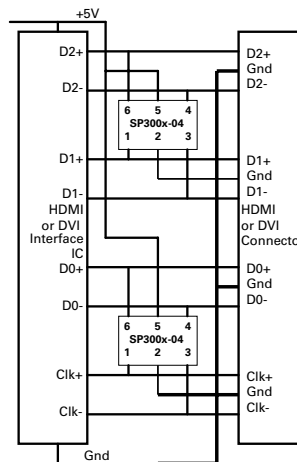 +5V
D2+ D2+
Gnd
D2- D2-
6 5 4
SP300x-04
1 2 3
D1+ D1+
Gnd
D1- D1-
HDMI or DVI Interface IC
HDMI or DVI Connector
D0+ D0+
Gnd
D0- D0-
6 5 4
SP300x-04
1 2 3
Clk+ Clk+
Gnd
Clk- Clk-
Gnd